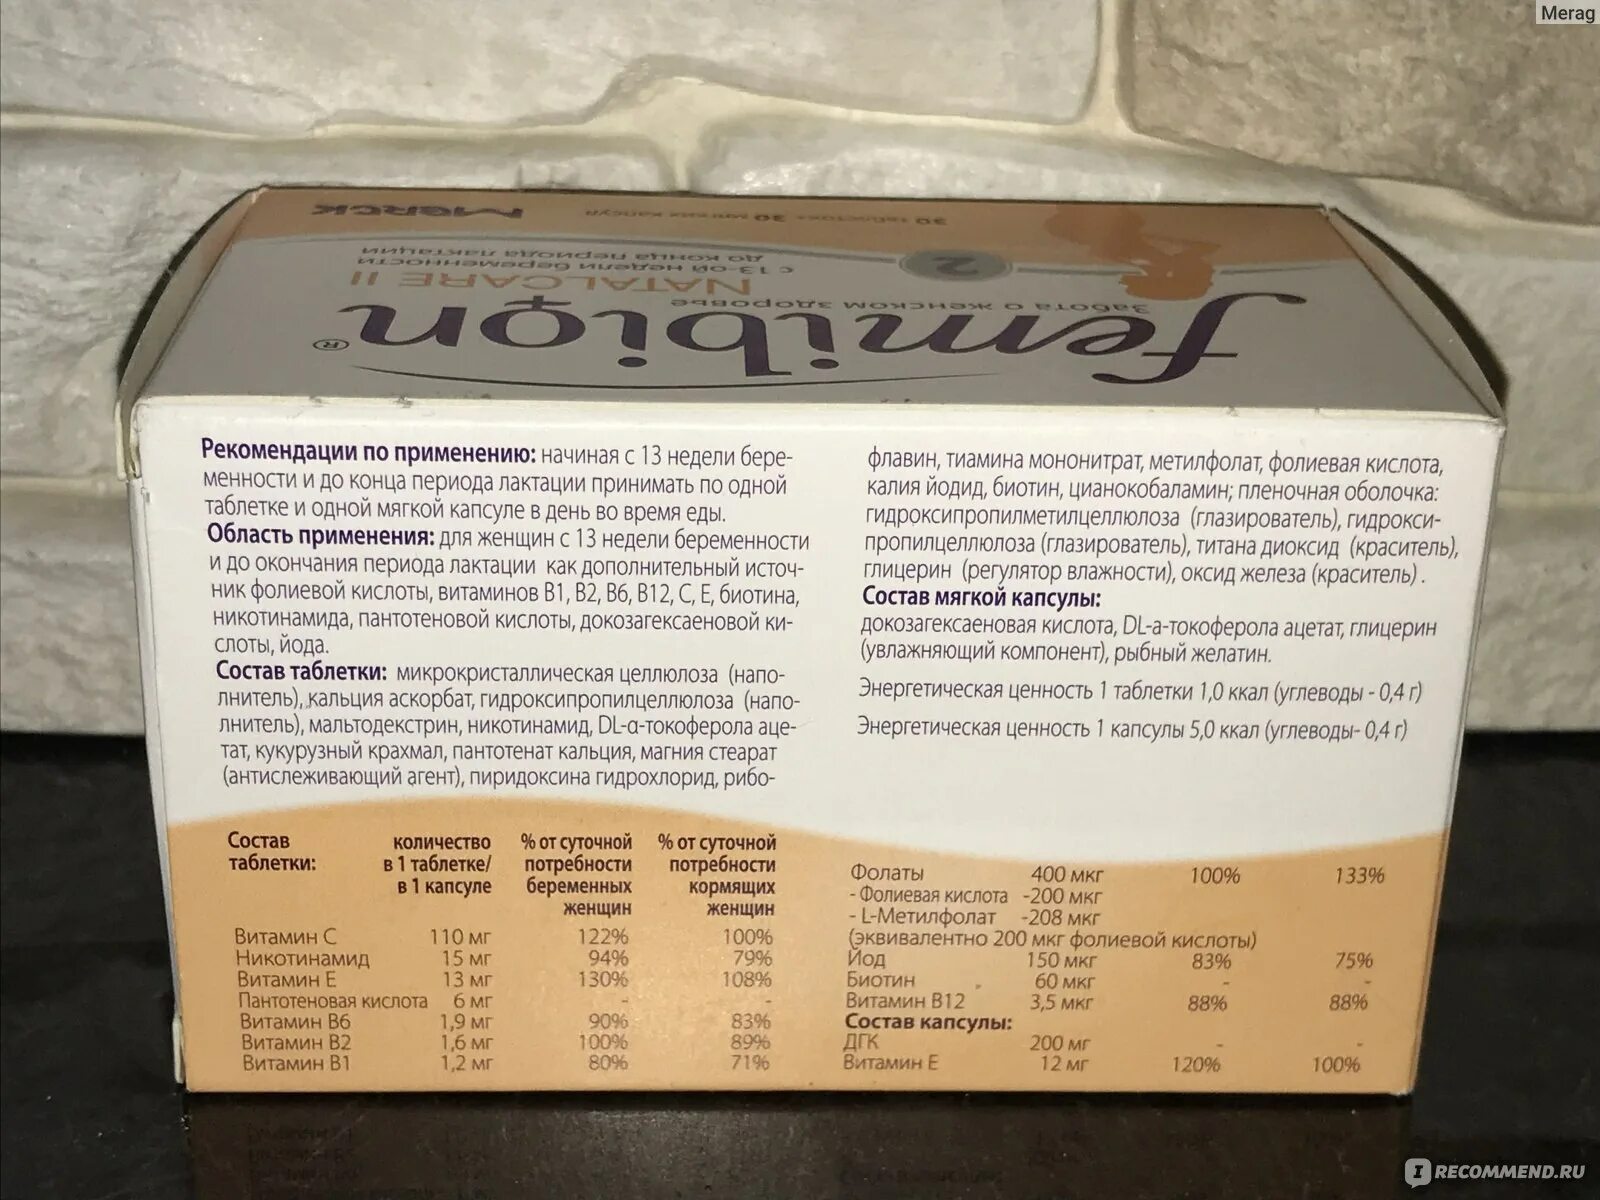 Merag
Merck
30 таблеток + 30 мягких капсул
2
до конца периода лактации
с 13-ой недели беременности
NATALCARE II
Забота о женском здоровье
femibion®
Рекомендации по применению: начиная с 13 недели бере-
менности и до конца периода лактации принимать по одной
таблетке и одной мягкой капсуле в день во время еды.
Область применения: для женщин с 13 недели беременности
и до окончания периода лактации как дополнительный источ-
ник фолиевой кислоты, витаминов B1, B2, B6, B12, C, E, биотина,
никотинамида, пантотеновой кислоты, докозагексаеновой ки-
слоты, йода.
Состав таблетки: микрокристаллическая целлюлоза (напо-
лнитель), кальция аскорбат, гидроксипропилцеллюлоза (напо-
лнитель), мальтодекстрин, никотинамид, DL-α-токоферола аце-
тат, кукурузный крахмал, пантотенат кальция, магния стеарат
(антислеживающий агент), пиридоксина гидрохлорид, рибо-
флавин, тиамина мононитрат, метилфолат, фолиевая кислота,
калия йодид, биотин, цианокобаламин; пленочная оболочка:
гидроксипропилметилцеллюлоза (глазирователь), гидрокси-
пропилцеллюлоза (глазирователь), титана диоксид (краситель),
глицерин (регулятор влажности), оксид железа (краситель).
Состав мягкой капсулы:
докозагексаеновая кислота, DL-α-токоферола ацетат, глицерин
(увлажняющий компонент), рыбный желатин.
Энергетическая ценность 1 таблетки 1,0 ккал (углеводы - 0,4 г)
Энергетическая ценность 1 капсулы 5,0 ккал (углеводы- 0,4 г)
Состав количество % от суточной % от суточной
таблетки: в 1 таблетке/ потребности потребности
в 1 капсуле беременных кормящих
женщин женщин
Витамин C 110 мг 122% 100%
Никотинамид 15 мг 94% 79%
Витамин E 13 мг 130% 108%
Пантотеновая кислота 6 мг - -
Витамин B6 1,9 мг 90% 83%
Витамин B2 1,6 мг 100% 89%
Витамин B1 1,2 мг 80% 71%
Фолаты 400 мкг 100% 133%
- Фолиевая кислота -200 мкг
- L-Метилфолат -208 мкг
(эквивалентно 200 мкг фолиевой кислоты)
Йод 150 мкг 83% 75%
Биотин 60 мкг - -
Витамин B12 3,5 мкг 88% 88%
Состав капсулы:
ДГК 200 мг - -
Витамин E 12 мг 120% 100%
IRECOMMEND.RU